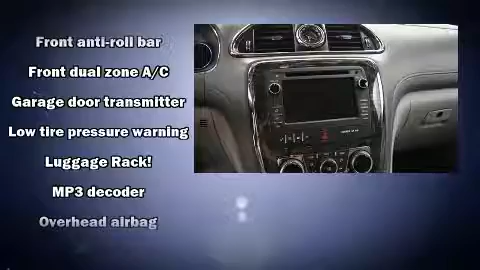 Front anti-roll bar
Front dual zone A/C
Garage door transmitter
Low tire pressure warning
Luggage Rack!
MP3 decoder
Overhead airbag